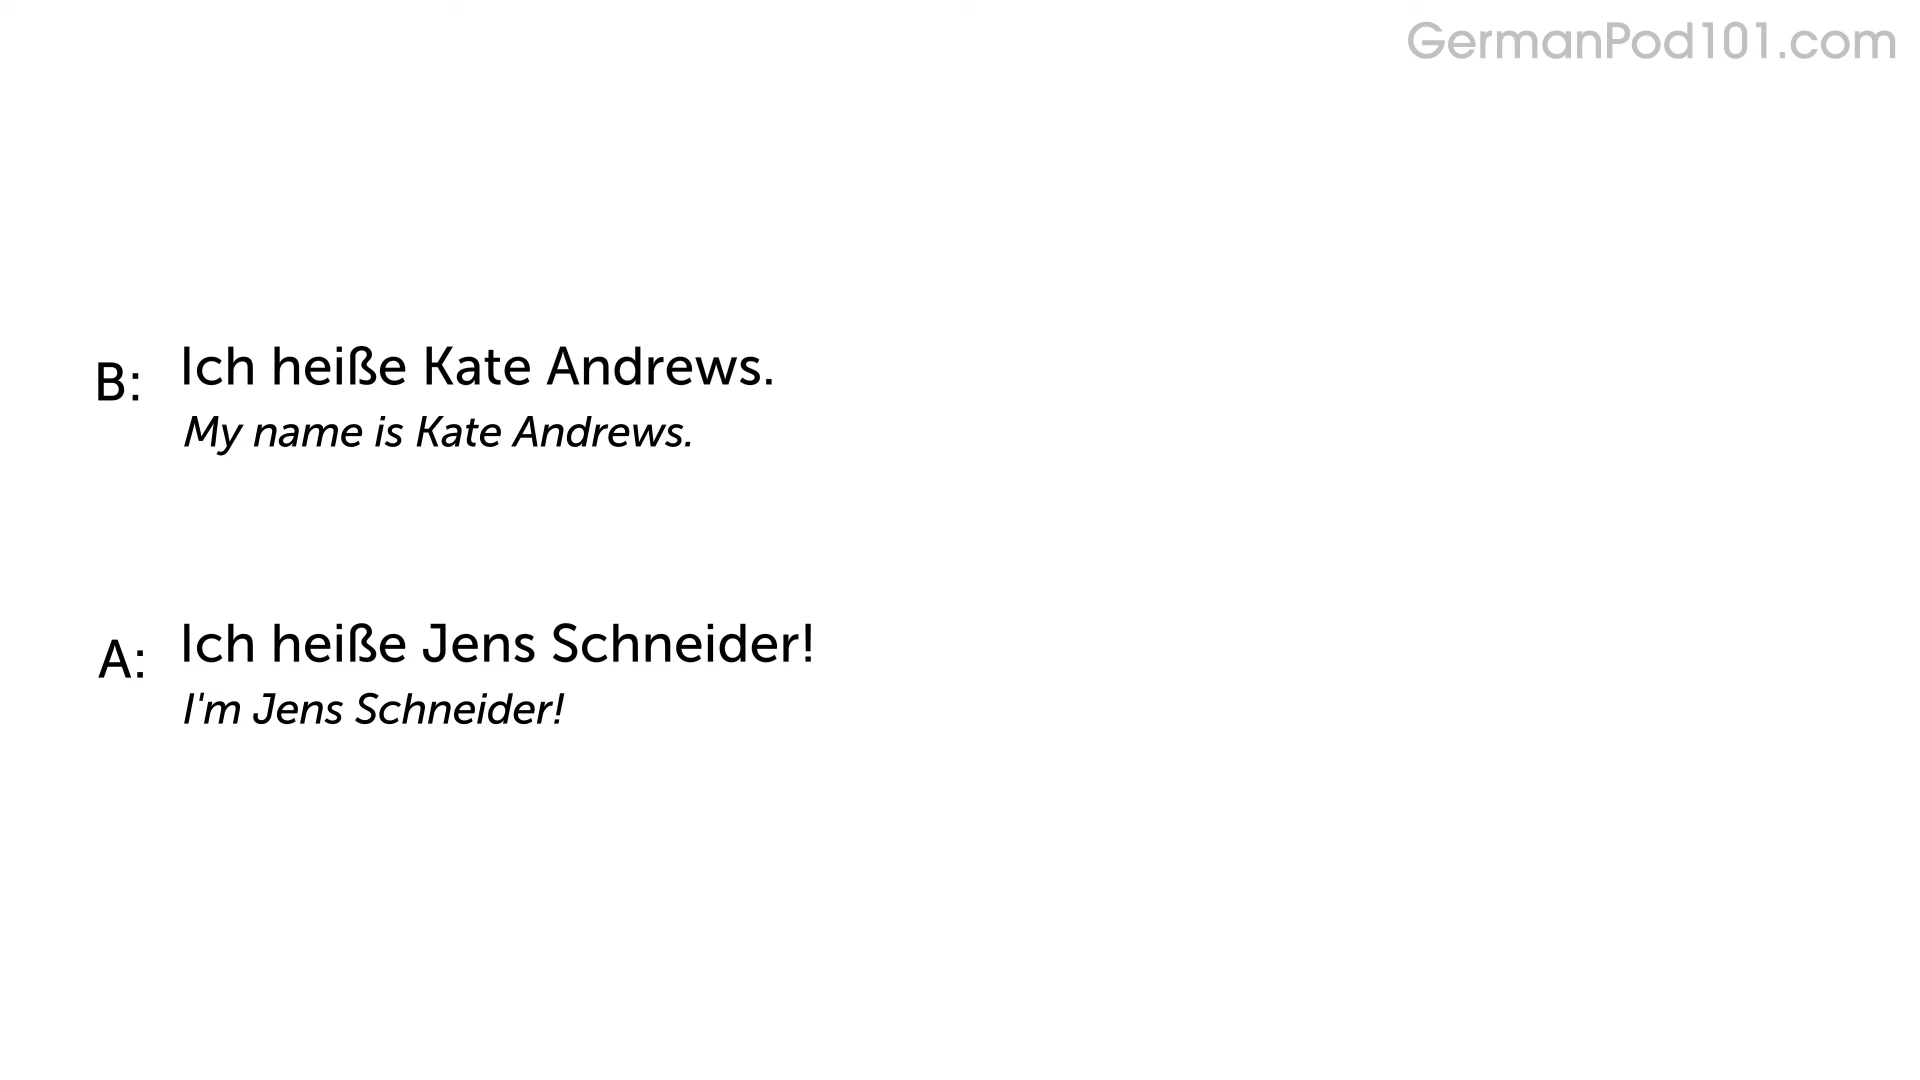 GermanPod101.com
B: Ich heiße Kate Andrews.
My name is Kate Andrews.
A: Ich heiße Jens Schneider!
I'm Jens Schneider!